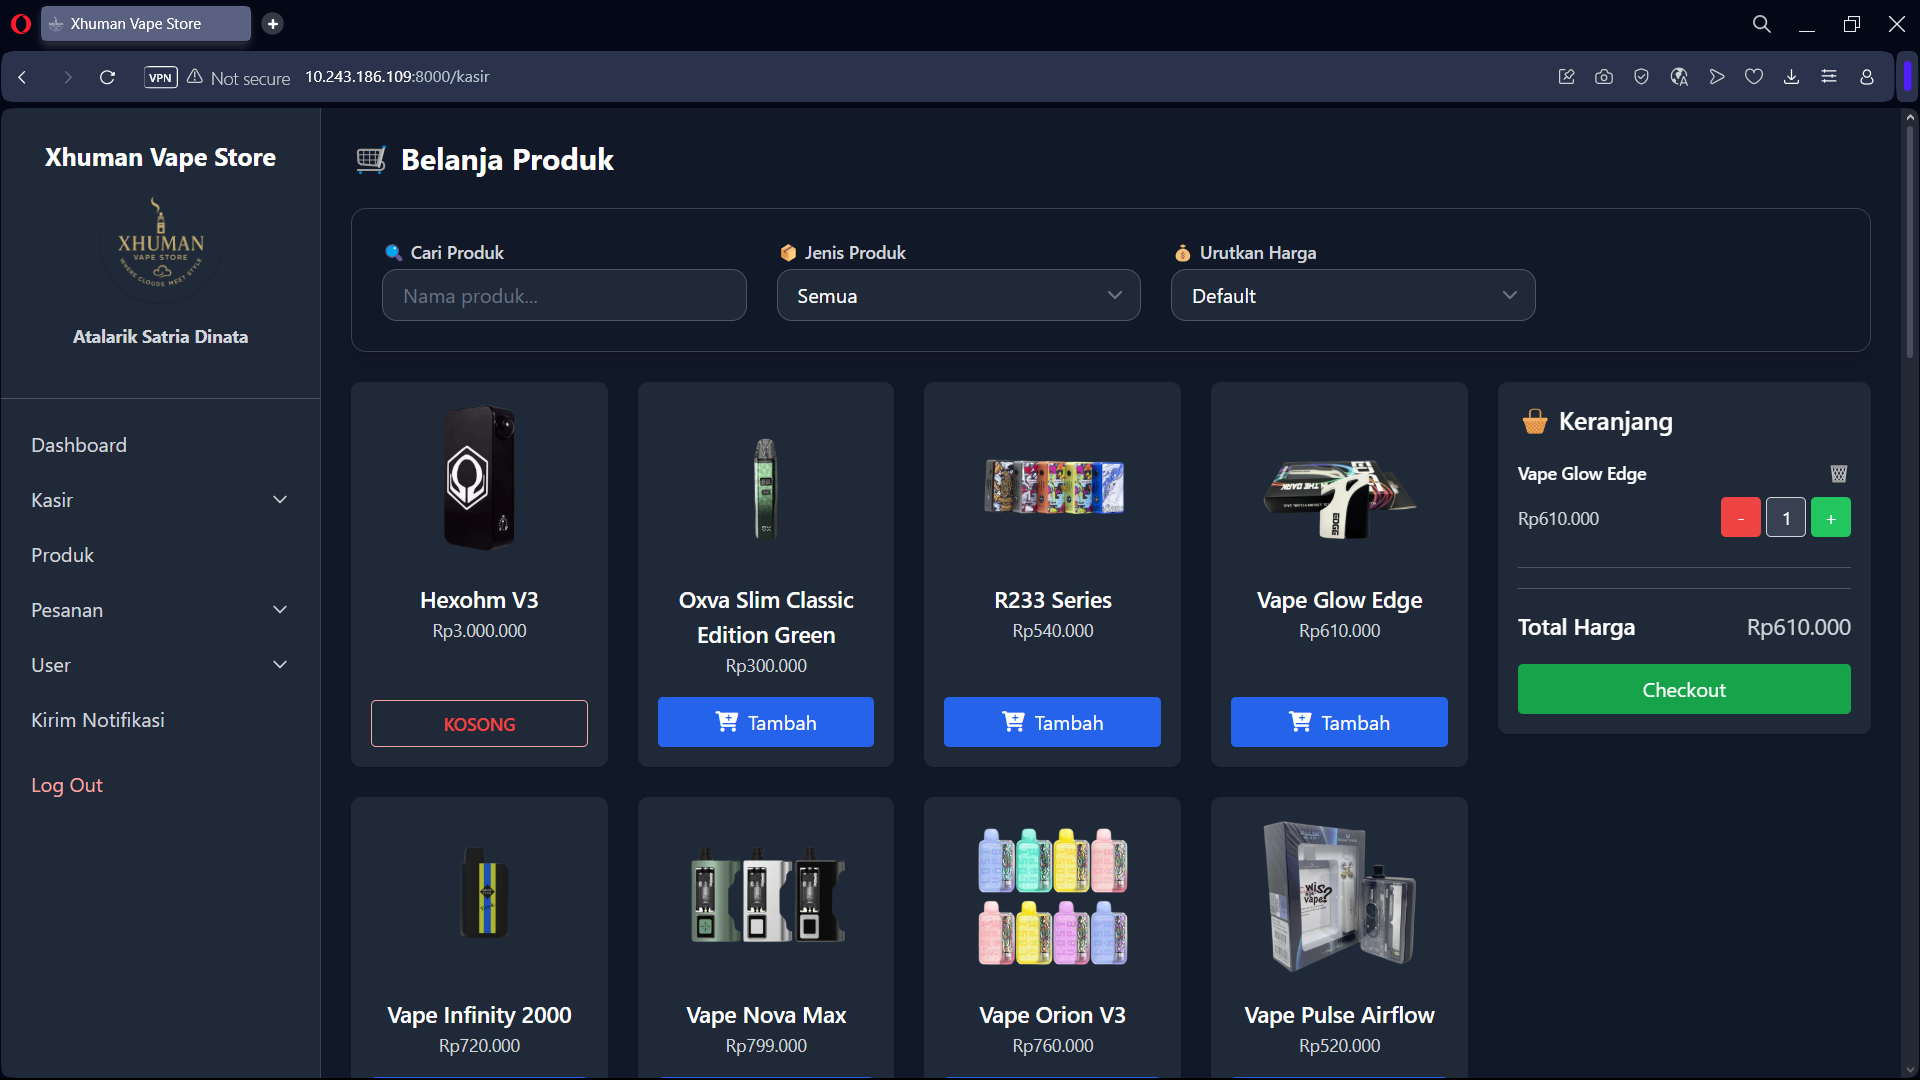 Xhuman Vape Store
VPN
Not secure
10.243.186.109:8000/kasir
Xhuman Vape Store
XHUMAN
VAPE STORE
WHERE CLOUDS MEET STYLE
Atalarik Satria Dinata
Dashboard
Kasir
Produk
Pesanan
User
Kirim Notifikasi
Log Out
Belanja Produk
Cari Produk
Nama produk...
Jenis Produk
Semua
Urutkan Harga
Default
Hexohm V3
Rp3.000.000
KOSONG
Oxva Slim Classic
Edition Green
Rp300.000
Tambah
R233 Series
Rp540.000
Tambah
EDGE
Vape Glow Edge
Rp610.000
Tambah
Keranjang
Vape Glow Edge
Rp610.000
-
1
+
Total Harga
Rp610.000
Checkout
Vape Infinity 2000
Rp720.000
Vape Nova Max
Rp799.000
Vape Orion V3
Rp760.000
Vape Pulse Airflow
Rp520.000